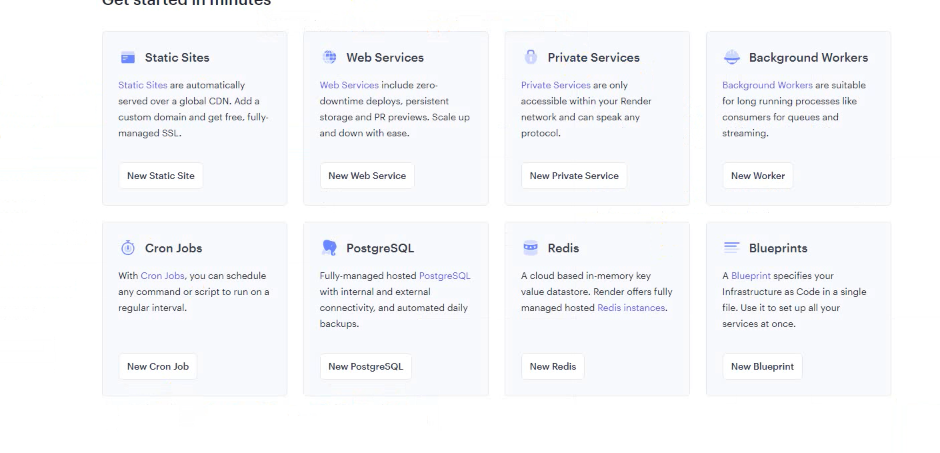 Get started in minutes
Static Sites
Static Sites are automatically
served over a global CDN. Add a
custom domain and get free, fully-
managed SSL.
New Static Site
Web Services
Web Services include zero-
downtime deploys, persistent
storage and PR previews. Scale up
and down with ease.
New Web Service
Private Services
Private Services are only
accessible within your Render
network and can speak any
protocol.
New Private Service
Background Workers
Background Workers are suitable
for long running processes like
consumers for queues and
streaming.
New Worker
Cron Jobs
With Cron Jobs, you can schedule
any command or script to run on a
regular interval.
New Cron Job
PostgreSQL
Fully-managed hosted PostgreSQL
with internal and external
connectivity, and automated daily
backups.
New PostgreSQL
Redis
A cloud based in-memory key
value datastore. Render offers fully
managed hosted Redis instances.
New Redis
Blueprints
A Blueprint specifies your
Infrastructure as Code in a single
file. Use it to set up all your
services at once.
New Blueprint